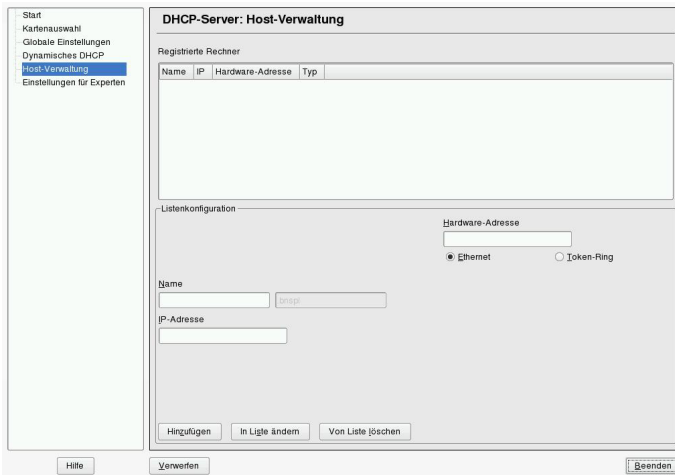 Start
Kartenauswahl
Globale Einstellungen
Dynamisches DHCP
Host-Verwaltung
Einstellungen für Experten
DHCP-Server: Host-Verwaltung
Registrierte Rechner
Name IP Hardware-Adresse Typ
Listenkonfiguration
Hardware-Adresse
Ethernet Token-Ring
Name
bnspl
IP-Adresse
Hinzufügen In Liste ändern Von Liste löschen
Hilfe Verwerfen Beenden